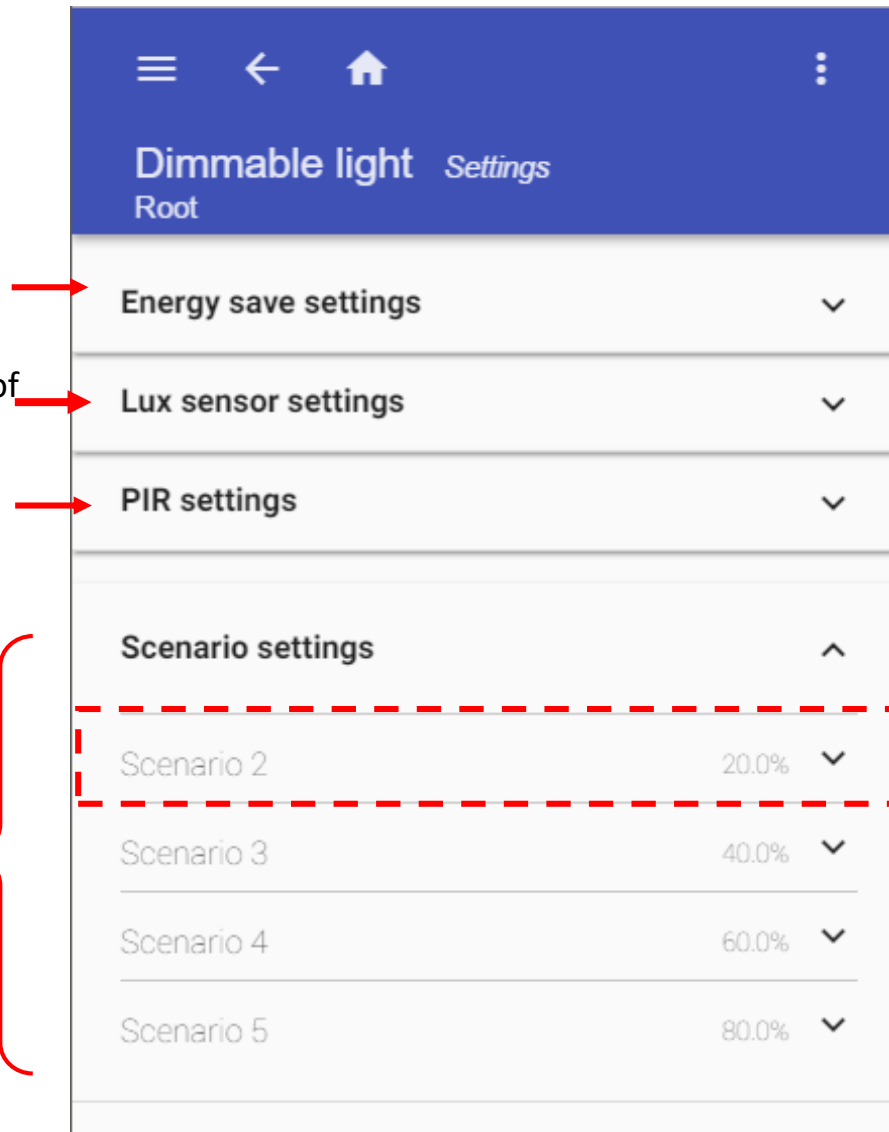 Dimmable light Settings
Root
Energy save settings
of
Lux sensor settings
PIR settings
Scenario settings
Scenario 2 20.0%
Scenario 3 40.0%
Scenario 4 60.0%
Scenario 5 80.0%